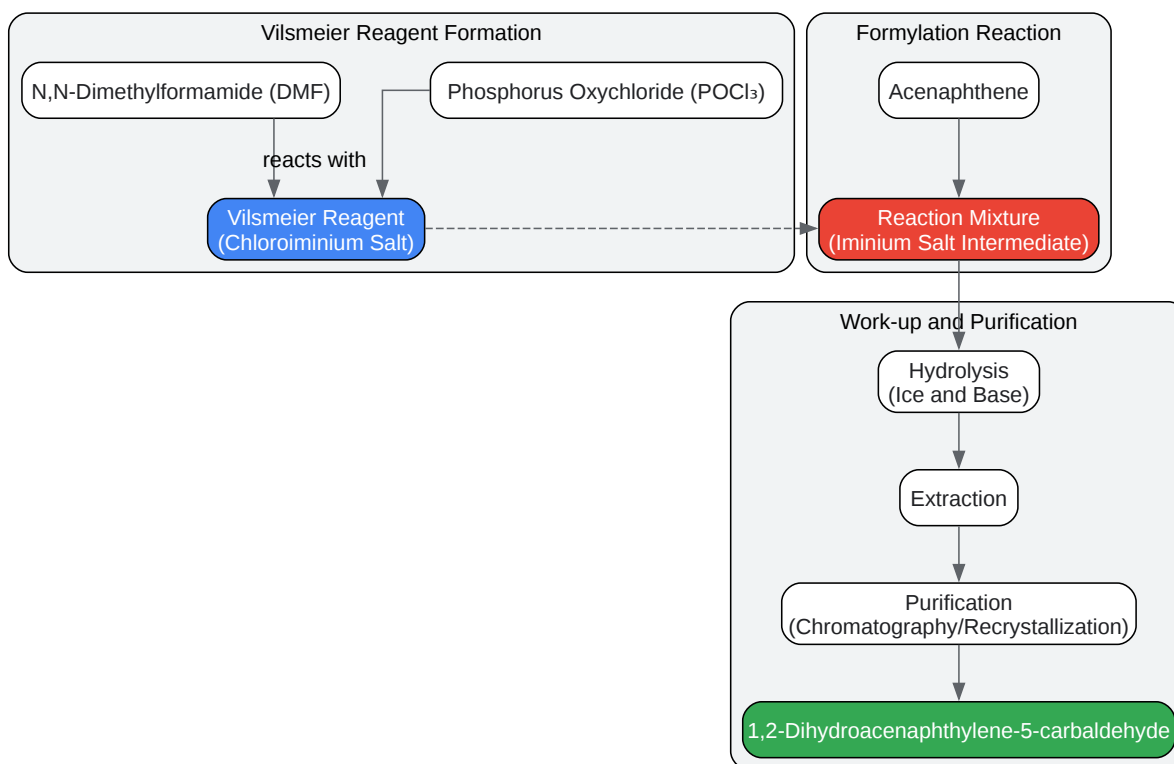 Vilsmeier Reagent Formation
N,N-Dimethylformamide (DMF)
Phosphorus Oxychloride (POCl₃)
reacts with
Vilsmeier Reagent
(Chloroiminium Salt)
Formylation Reaction
Acenaphthene
Reaction Mixture
(Iminium Salt Intermediate)
Work-up and Purification
Hydrolysis
(Ice and Base)
Extraction
Purification
(Chromatography/Recrystallization)
1,2-Dihydroacenaphthylene-5-carbaldehyde